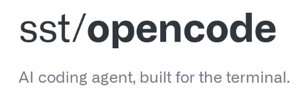 sst/opencode
AI coding agent, built for the terminal.